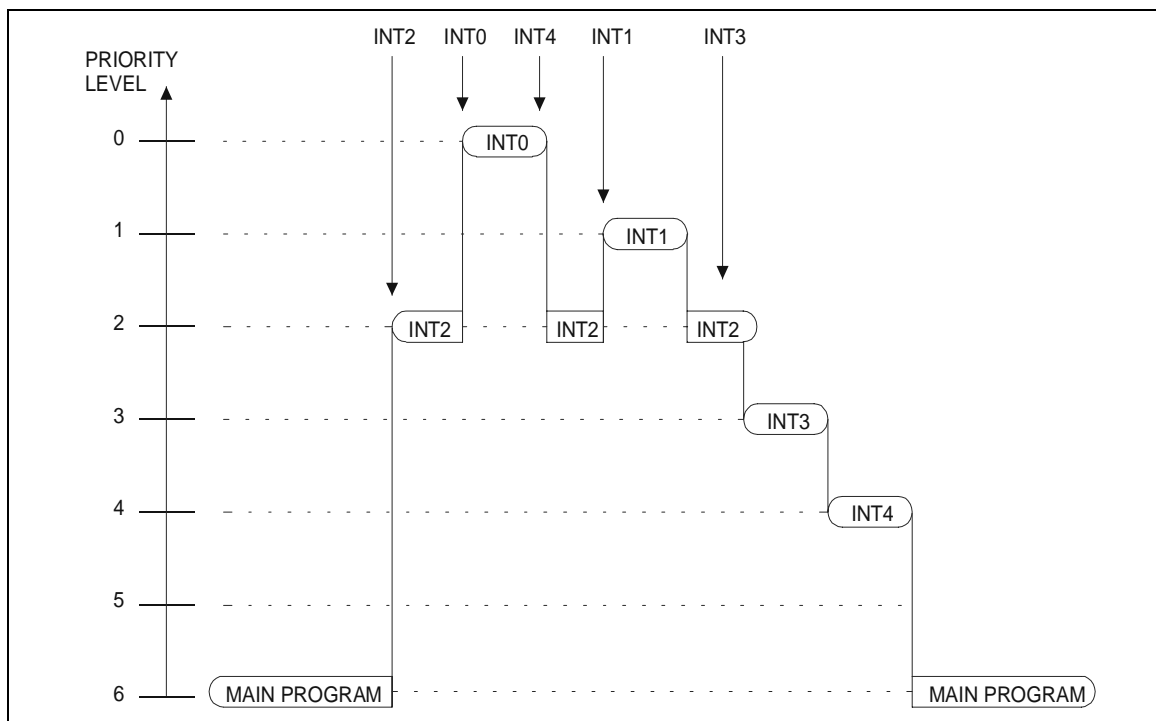 INT2 INT0 INT4 INT1 INT3
PRIORITY
LEVEL
0 INT0
1 INT1
2 INT2 INT2 INT2
3 INT3
4 INT4
5
6 MAIN PROGRAM MAIN PROGRAM